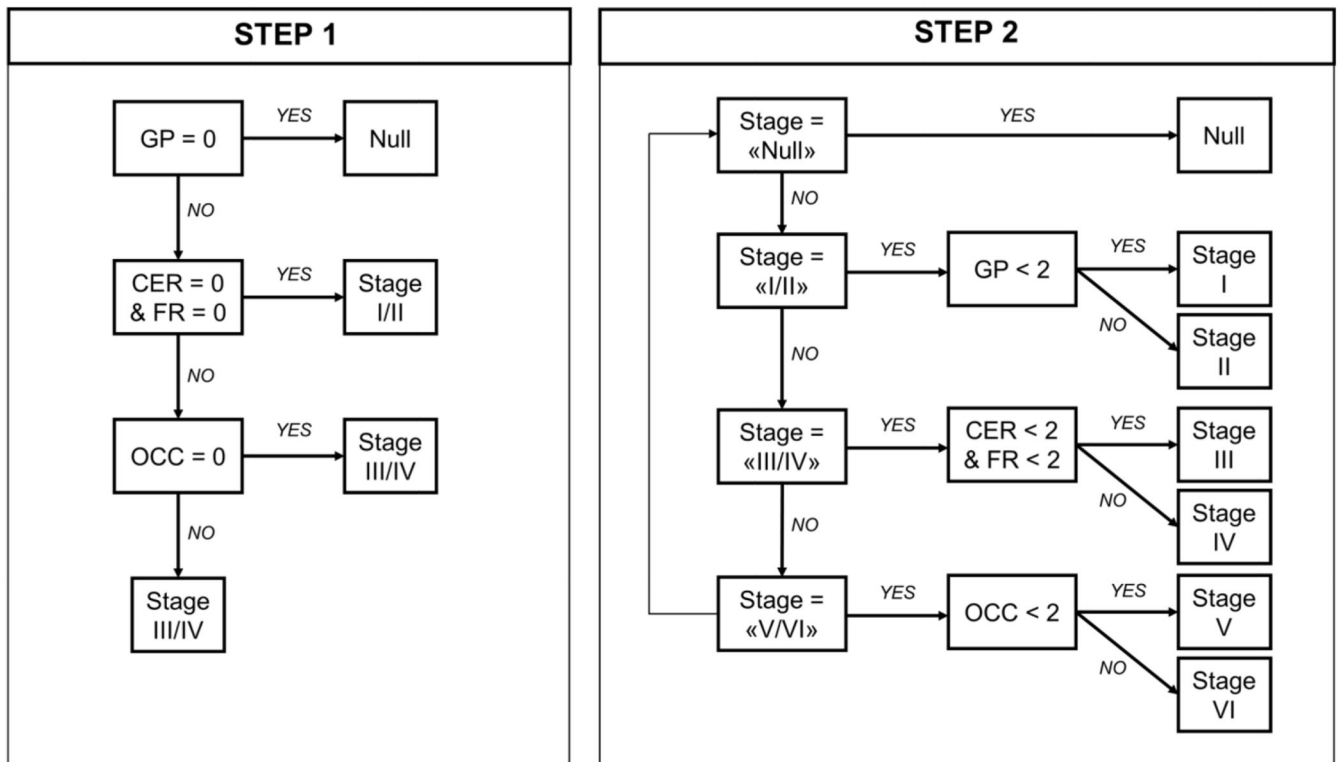 STEP 1
GP = 0
YES
Null
NO
CER = 0
& FR = 0
YES
Stage
I/II
NO
OCC = 0
YES
Stage
III/IV
NO
Stage
III/IV
STEP 2
Stage =
«Null»
YES
Null
NO
Stage =
«I/II»
YES
GP < 2
YES
Stage
I
NO
Stage
II
NO
Stage =
«III/IV»
YES
CER < 2
& FR < 2
YES
Stage
III
NO
Stage
IV
NO
Stage =
«V/VI»
YES
OCC < 2
YES
Stage
V
NO
Stage
VI